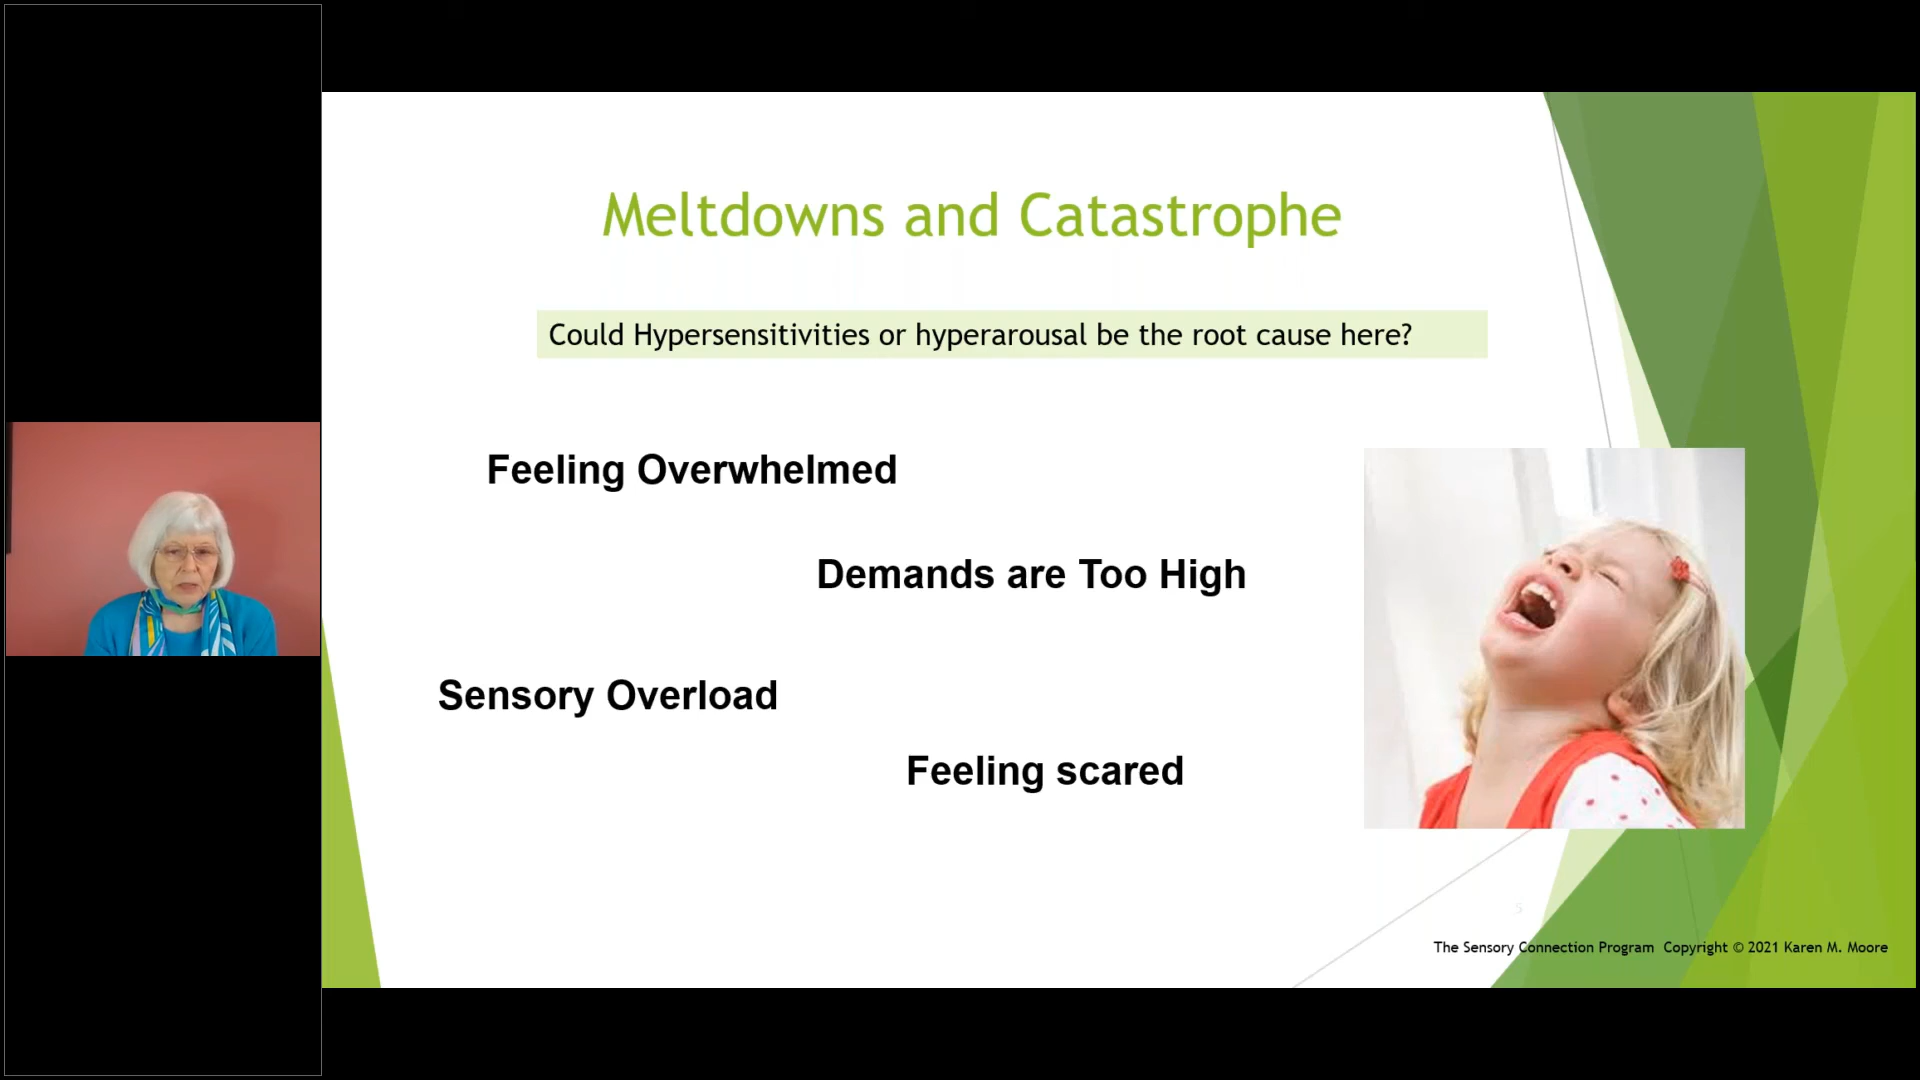 Meltdowns and Catastrophe
Could Hypersensitivities or hyperarousal be the root cause here?
Feeling Overwhelmed
Demands are Too High
Sensory Overload
Feeling scared
5
The Sensory Connection Program Copyright © 2021 Karen M. Moore